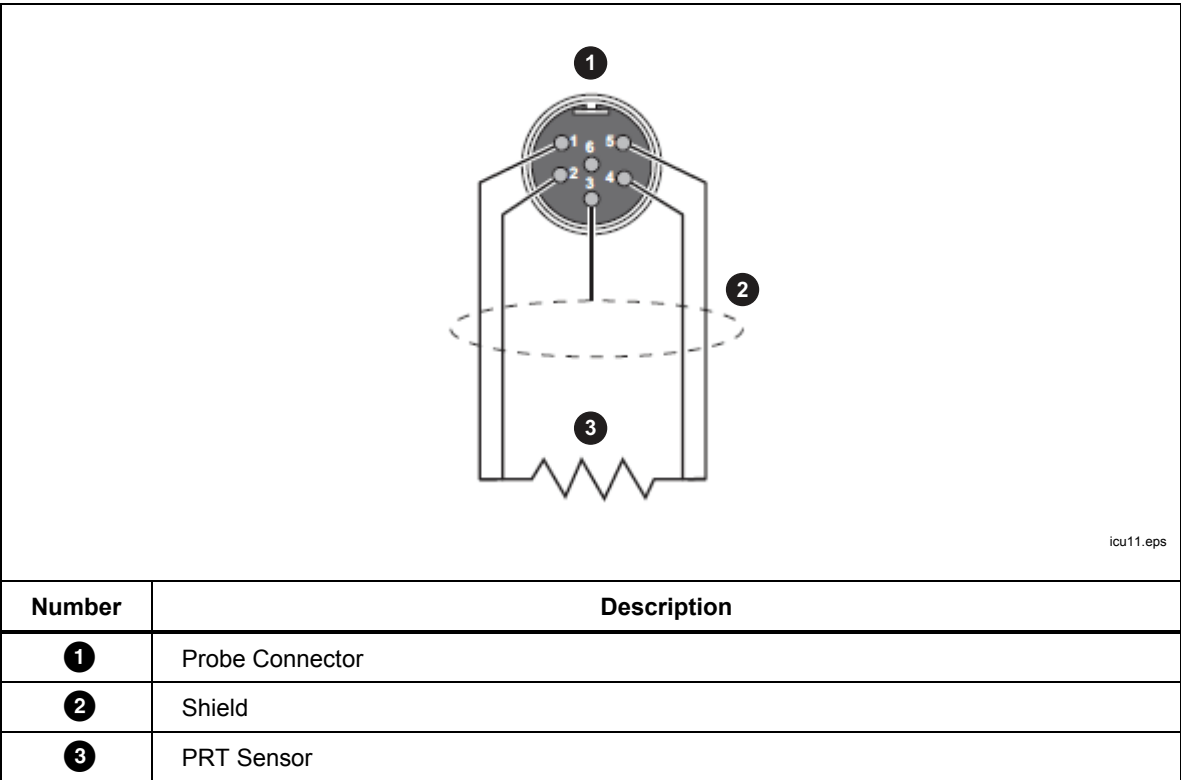 1
1 6 5
2 3 4
2
3
icu11.eps
Number Description
1 Probe Connector
2 Shield
3 PRT Sensor